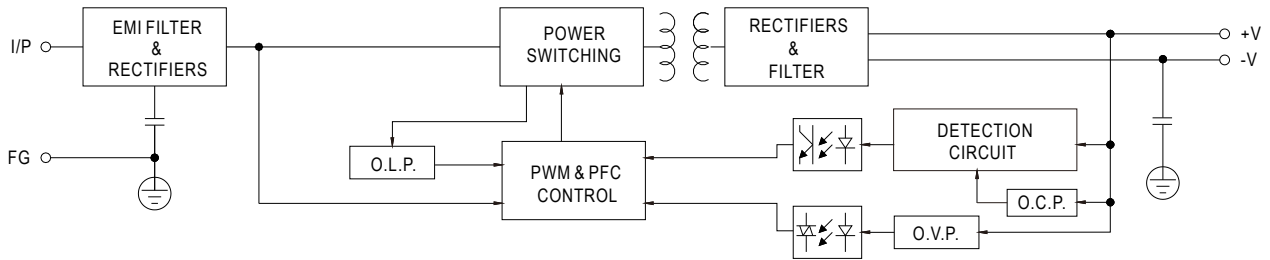 I/P
EMI FILTER
&
RECTIFIERS
POWER
SWITCHING
RECTIFIERS
&
FILTER
+V
-V
FG
O.L.P.
PWM & PFC
CONTROL
DETECTION
CIRCUIT
O.C.P.
O.V.P.